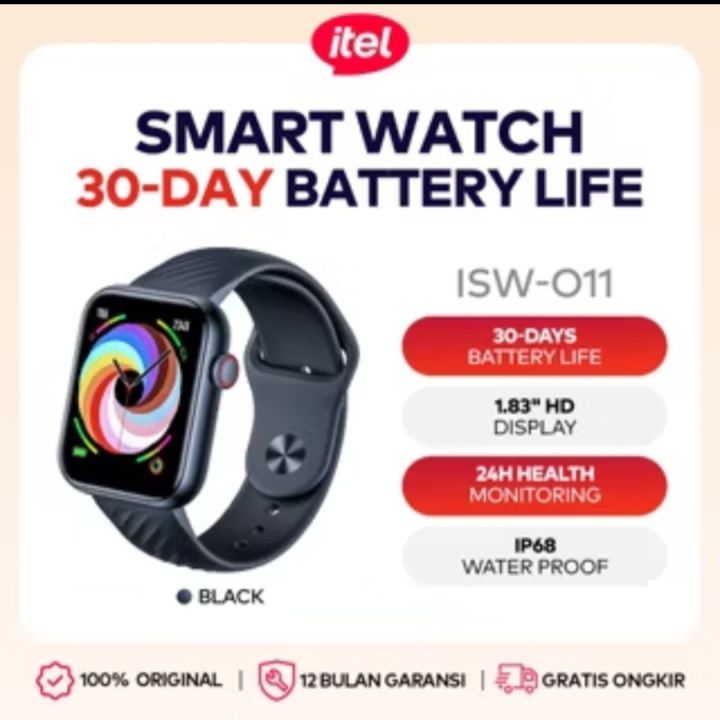 itel
SMART WATCH
30-DAY BATTERY LIFE
ISW-O11
30-DAYS
BATTERY LIFE
1.83" HD
DISPLAY
24H HEALTH
MONITORING
IP68
WATER PROOF
BLACK
100% ORIGINAL | 12 BULAN GARANSI | GRATIS ONGKIR